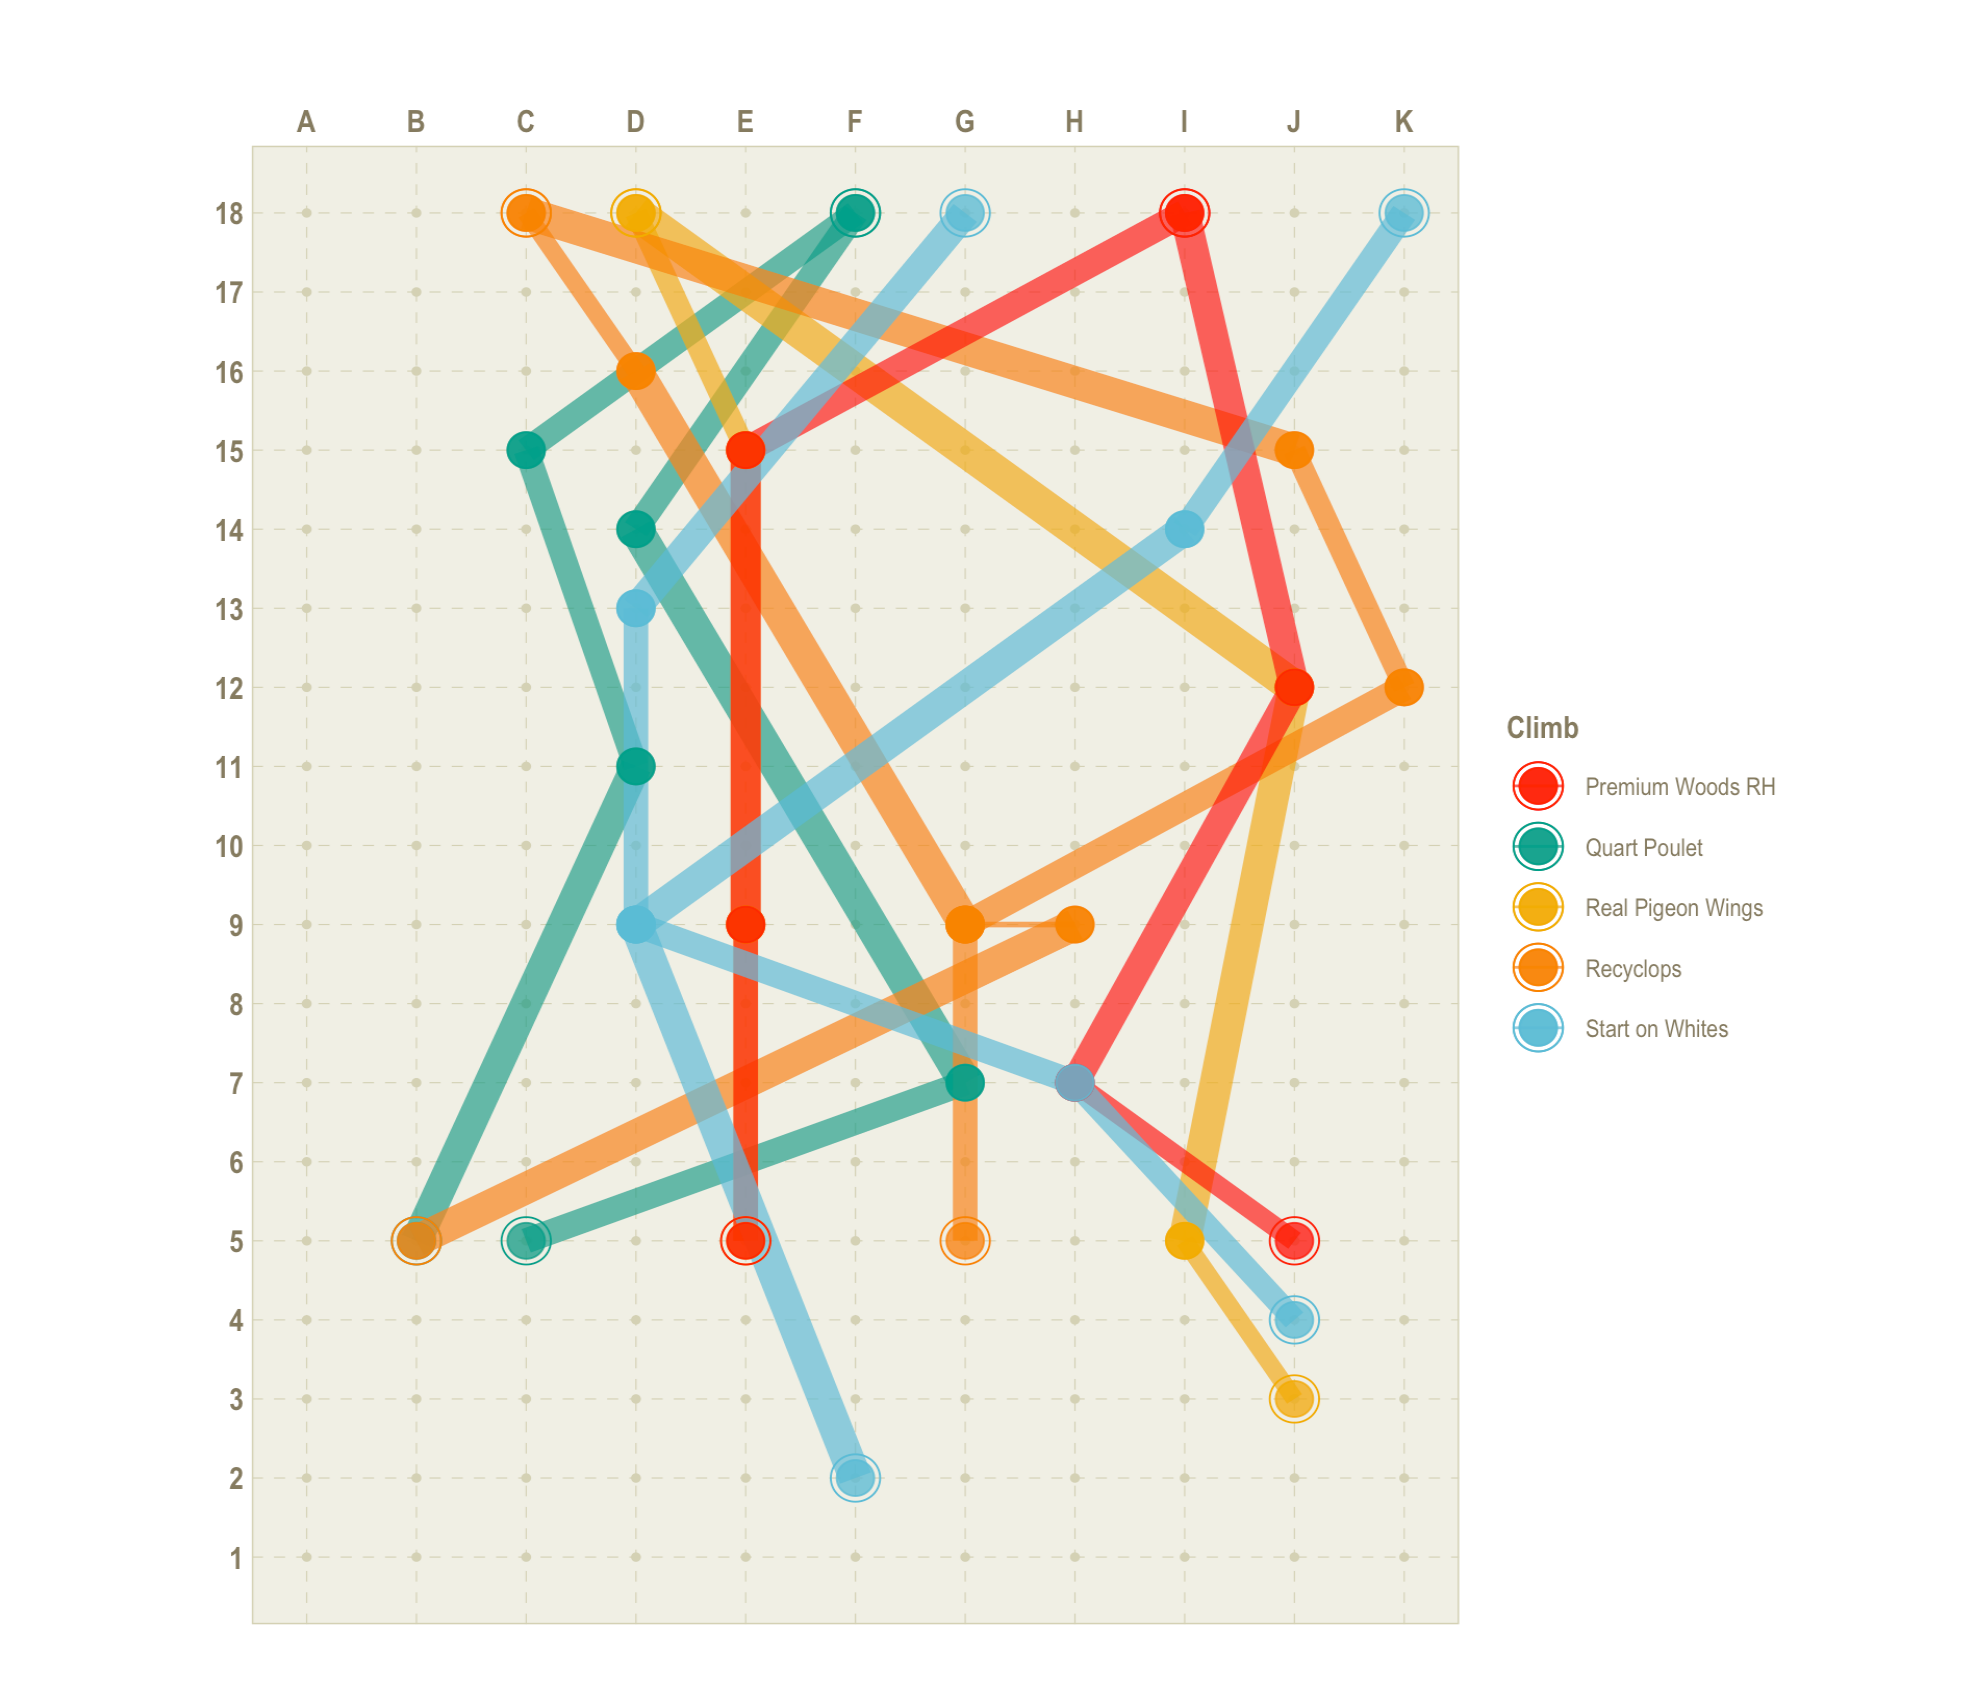 A B C D E F G H I J K
18
17
16
15
14
13
12
11
10
9
8
7
6
5
4
3
2
1
Climb
Premium Woods RH
Quart Poulet
Real Pigeon Wings
Recyclops
Start on Whites